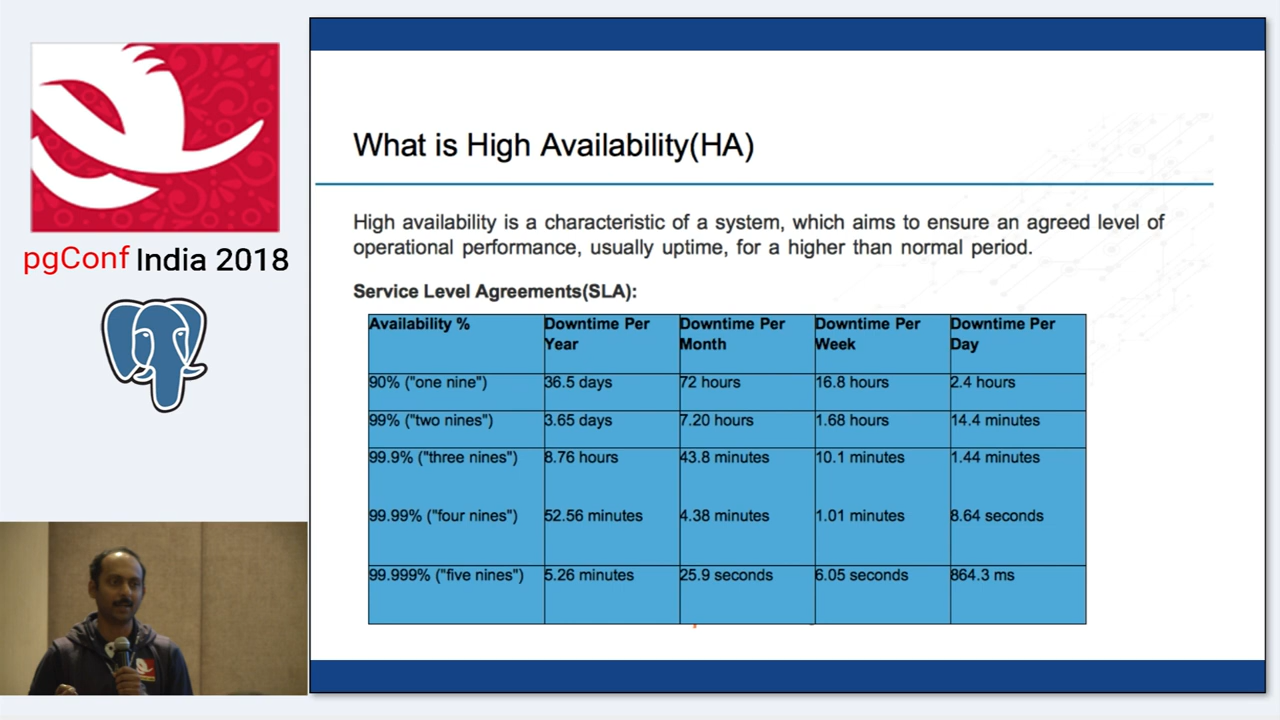 pgConf India 2018
What is High Availability(HA)
High availability is a characteristic of a system, which aims to ensure an agreed level of
operational performance, usually uptime, for a higher than normal period.
Service Level Agreements(SLA):
Availability % Downtime Per Year Downtime Per Month Downtime Per Week Downtime Per Day
90% ("one nine") 36.5 days 72 hours 16.8 hours 2.4 hours
99% ("two nines") 3.65 days 7.20 hours 1.68 hours 14.4 minutes
99.9% ("three nines") 8.76 hours 43.8 minutes 10.1 minutes 1.44 minutes
99.99% ("four nines") 52.56 minutes 4.38 minutes 1.01 minutes 8.64 seconds
99.999% ("five nines") 5.26 minutes 25.9 seconds 6.05 seconds 864.3 ms